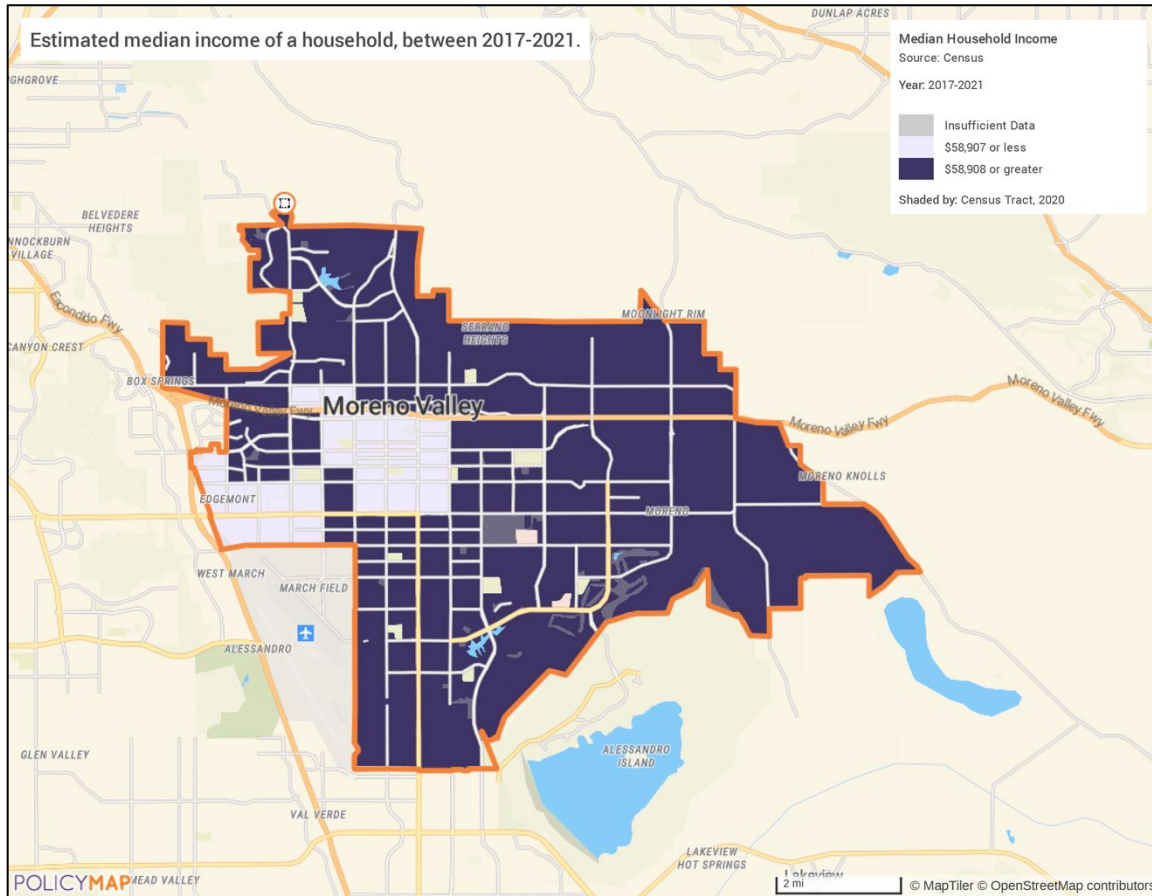 Estimated median income of a household, between 2017-2021.
DUNLAP ACRES
Median Household Income
Source: Census
Year: 2017-2021
Insufficient Data
$58,907 or less
$58,908 or greater
Shaded by: Census Tract, 2020
GHGROVE
BELVEDERE
HEIGHTS
NNOCKBURN
VILLAGE
Escondido Fwy
CANYON CREST
BOX SPRINGS
MOONLIGHT RIM
SERRANO
HEIGHTS
Moreno Valley Fwy
Moreno Valley
Moreno Valley Fwy
Moreno Valley Fwy
MORENO KNOLLS
EDGEMONT
MORENO
WEST MARCH
MARCH FIELD
ALESSANDRO
GLEN VALLEY
ALESSANDRO
ISLAND
VAL VERDE
LAKEVIEW
HOT SPRINGS
Lakeview
2 mi
POLICYMAP
MEAD VALLEY
© MapTiler © OpenStreetMap contributors